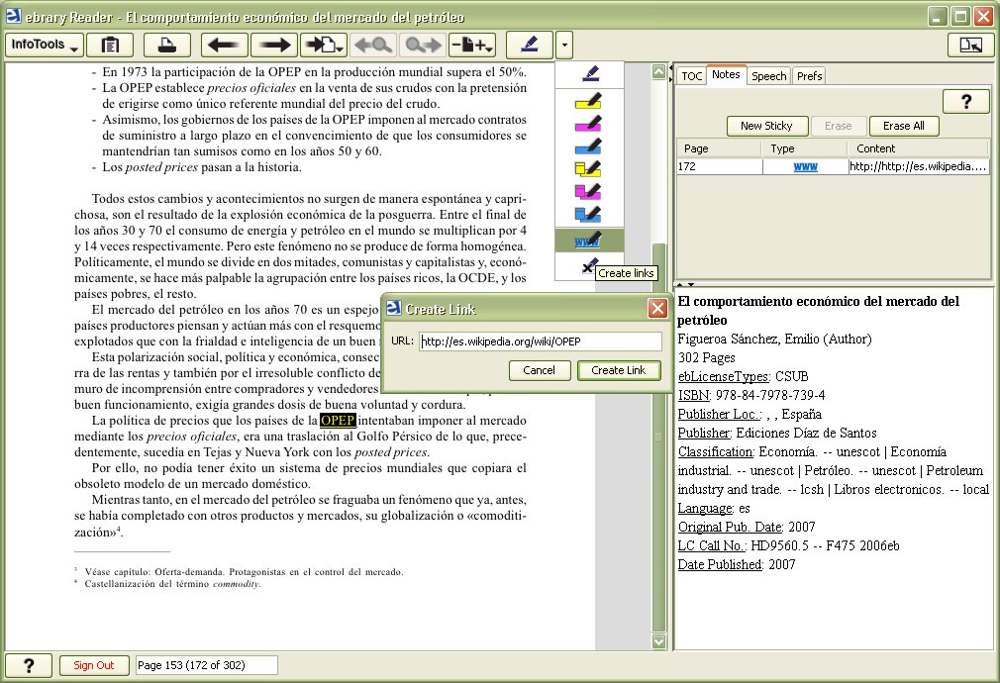 ebrary Reader - El comportamiento económico del mercado del petróleo
InfoTools
- En 1973 la participación de la OPEP en la producción mundial supera el 50%.
- La OPEP establece precios oficiales en la venta de sus crudos con la pretensión
de erigirse como único referente mundial del precio del crudo.
- Asimismo, los gobiernos de los países de la OPEP imponen al mercado contratos
de suministro a largo plazo en el convencimiento de que los consumidores se
mantendrían tan sumisos como en los años 50 y 60.
- Los posted prices pasan a la historia.
Todos estos cambios y acontecimientos no surgen de manera espontánea y capri-
chosa, son el resultado de la explosión económica de la posguerra. Entre el final de
los años 30 y 70 el consumo de energía y petróleo en el mundo se multiplican por 4
y 14 veces respectivamente. Pero este fenómeno no se produce de forma homogénea.
Políticamente, el mundo se divide en dos mitades, comunistas y capitalistas y, econó-
micamente, se hace más palpable la agrupación entre los países ricos, la OCDE, y los
países pobres, el resto.
El mercado del petróleo en los años 70 es un espejo
países productores piensan y actúan más con el resquemo
explotados que con la frialdad e inteligencia de un buen
Esta polarización social, política y económica, consec
rra de las rentas y también por el irresoluble conflicto de
muro de incomprensión entre compradores y vendedores
buen funcionamiento, exigía grandes dosis de buena voluntad y cordura.
La política de precios que los países de la OPEP intentaban imponer al mercado
mediante los precios oficiales, era una traslación al Golfo Pérsico de lo que, prece-
dentemente, sucedía en Tejas y Nueva York con los posted prices.
Por ello, no podía tener éxito un sistema de precios mundiales que copiara el
obsoleto modelo de un mercado doméstico.
Mientras tanto, en el mercado del petróleo se fraguaba un fenómeno que ya, antes,
se había completado con otros productos y mercados, su globalización o «comoditi-
zación»4.
3 Véase capítulo: Oferta-demanda. Protagonistas en el control del mercado.
4 Castellanización del término commodity.
www
Create links
Create Link
URL: http://es.wikipedia.org/wiki/OPEP
Cancel
Create Link
TOC Notes Speech Prefs
?
New Sticky Erase Erase All
Page Type Content
172 www http://http://es.wikipedia....
El comportamiento económico del mercado del
petróleo
Figueroa Sánchez, Emilio (Author)
302 Pages
ebLicenseTypes: CSUB
ISBN: 978-84-7978-739-4
Publisher Loc.: , , España
Publisher: Ediciones Díaz de Santos
Classification: Economía. -- unescot | Economía
industrial. -- unescot | Petróleo. -- unescot | Petroleum
industry and trade. -- lcsh | Libros electronicos. -- local
Language: es
Original Pub. Date: 2007
LC Call No.: HD9560.5 -- F475 2006eb
Date Published: 2007
? Sign Out Page 153 (172 of 302)